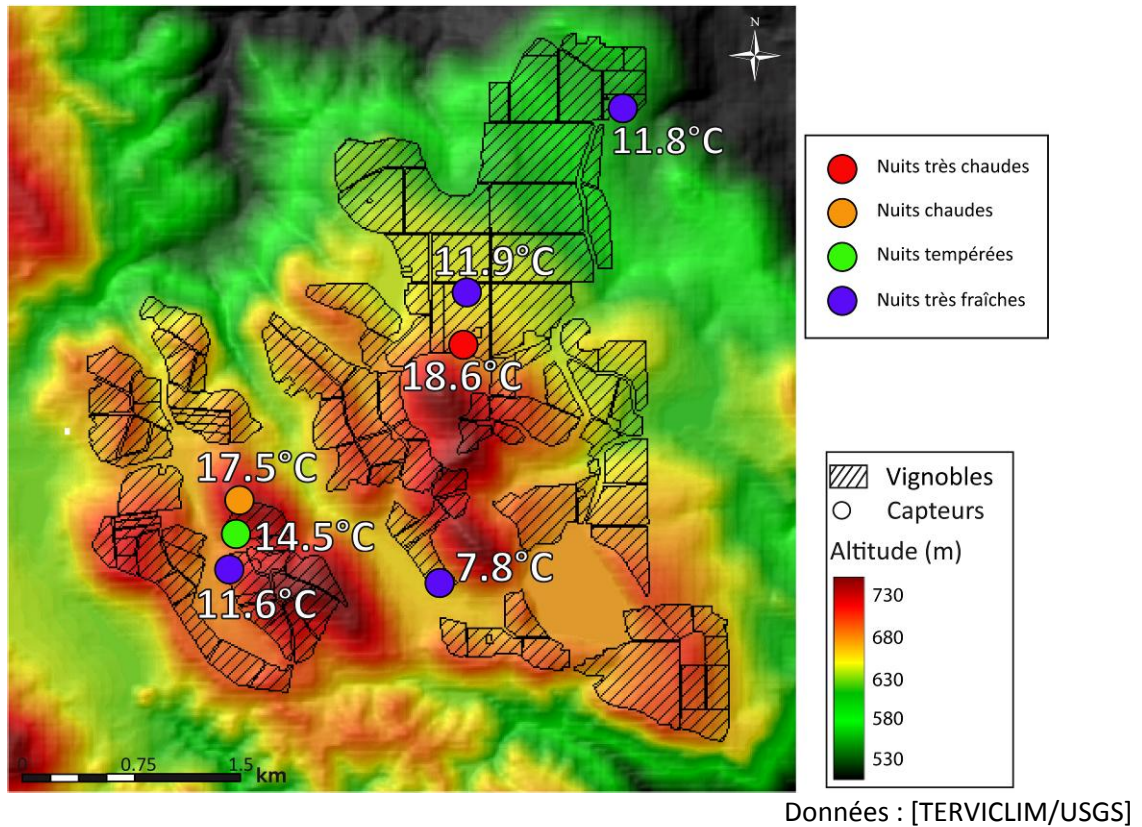 N
11.8°C
Nuits très chaudes
Nuits chaudes
Nuits tempérées
Nuits très fraîches
11.9°C
18.6°C
17.5°C
14.5°C
7.8°C
11.6°C
Vignobles
Capteurs
Altitude (m)
730
680
630
580
530
0 0.75 1.5
km
Données : [TERVICLIM/USGS]